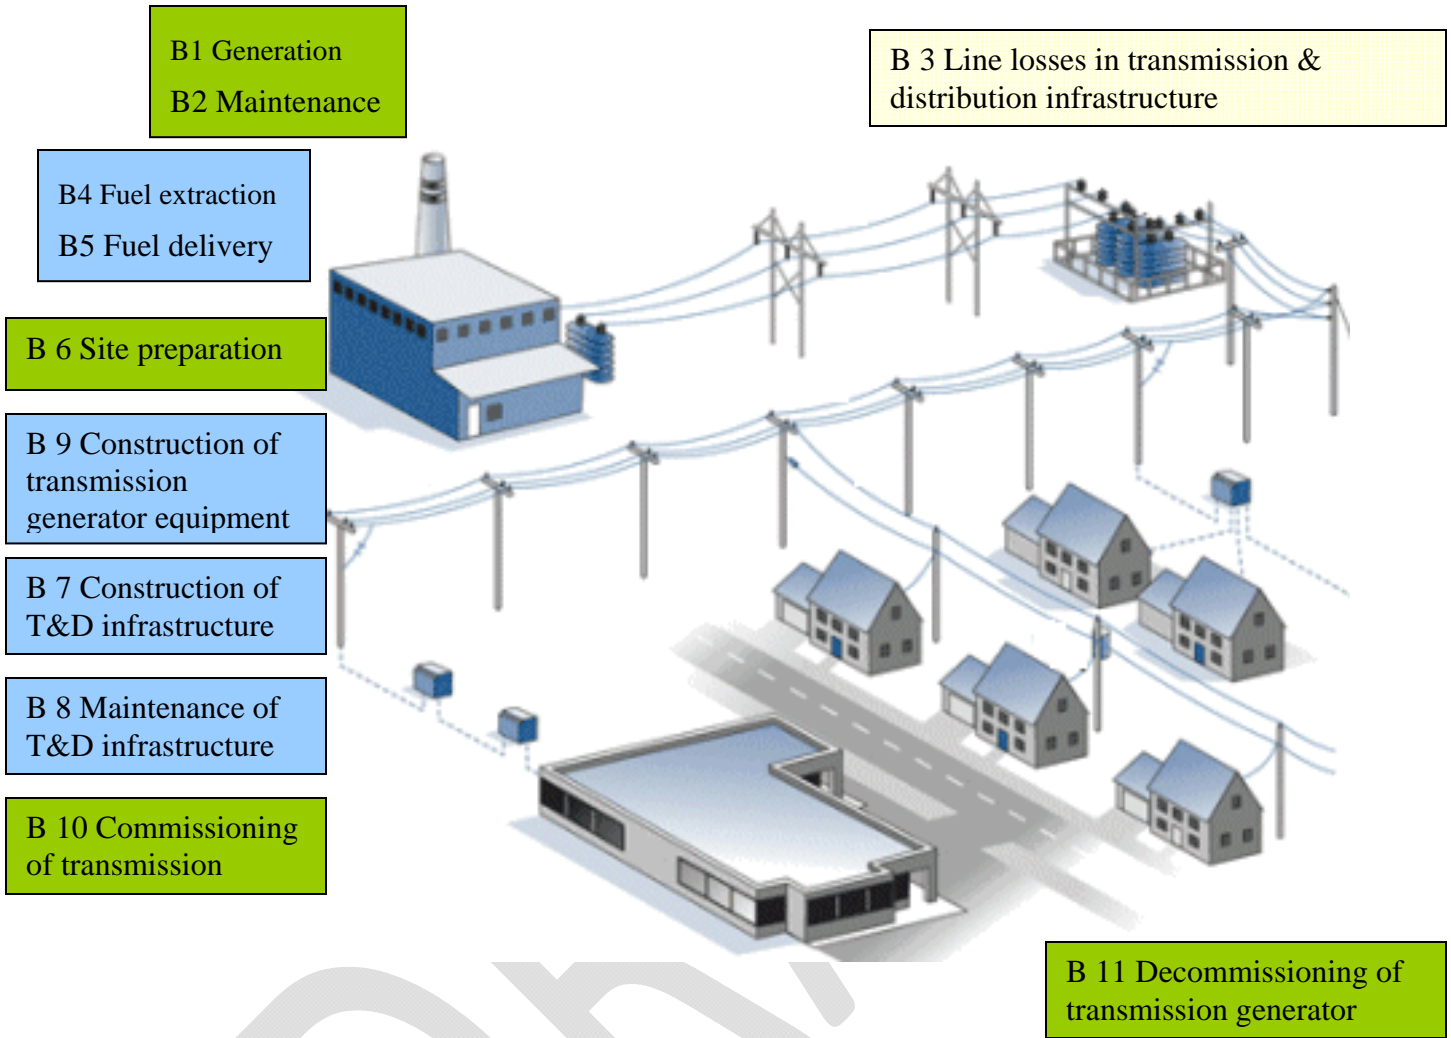 B1 Generation
B2 Maintenance
B 3 Line losses in transmission &
distribution infrastructure
B4 Fuel extraction
B5 Fuel delivery
B 6 Site preparation
B 9 Construction of
transmission
generator equipment
B 7 Construction of
T&D infrastructure
B 8 Maintenance of
T&D infrastructure
B 10 Commissioning
of transmission
B 11 Decommissioning of
transmission generator